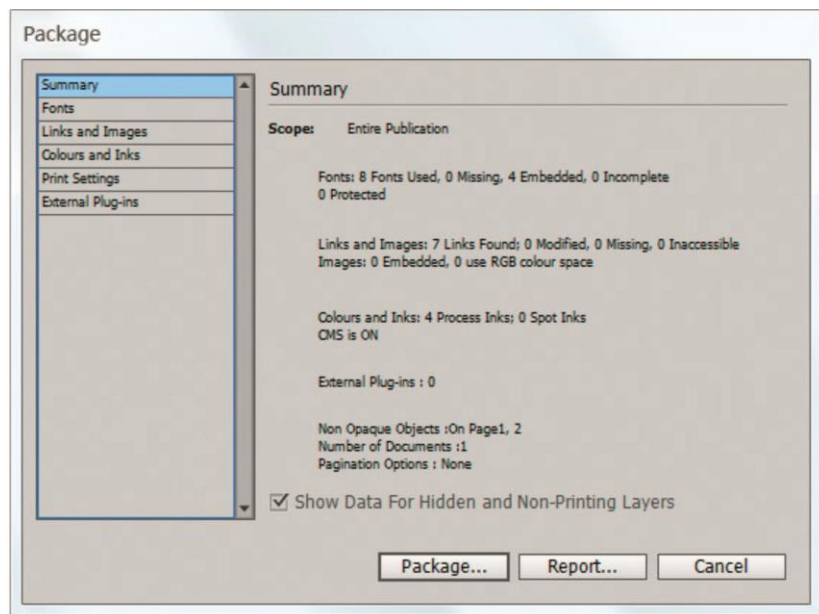 Package
Summary
Fonts
Links and Images
Colours and Inks
Print Settings
External Plug-ins
Summary
Scope: Entire Publication
Fonts: 8 Fonts Used, 0 Missing, 4 Embedded, 0 Incomplete
0 Protected
Links and Images: 7 Links Found; 0 Modified, 0 Missing, 0 Inaccessible
Images: 0 Embedded, 0 use RGB colour space
Colours and Inks: 4 Process Inks; 0 Spot Inks
CMS is ON
External Plug-ins : 0
Non Opaque Objects :On Page1, 2
Number of Documents :1
Pagination Options : None
Show Data For Hidden and Non-Printing Layers
Package... Report... Cancel